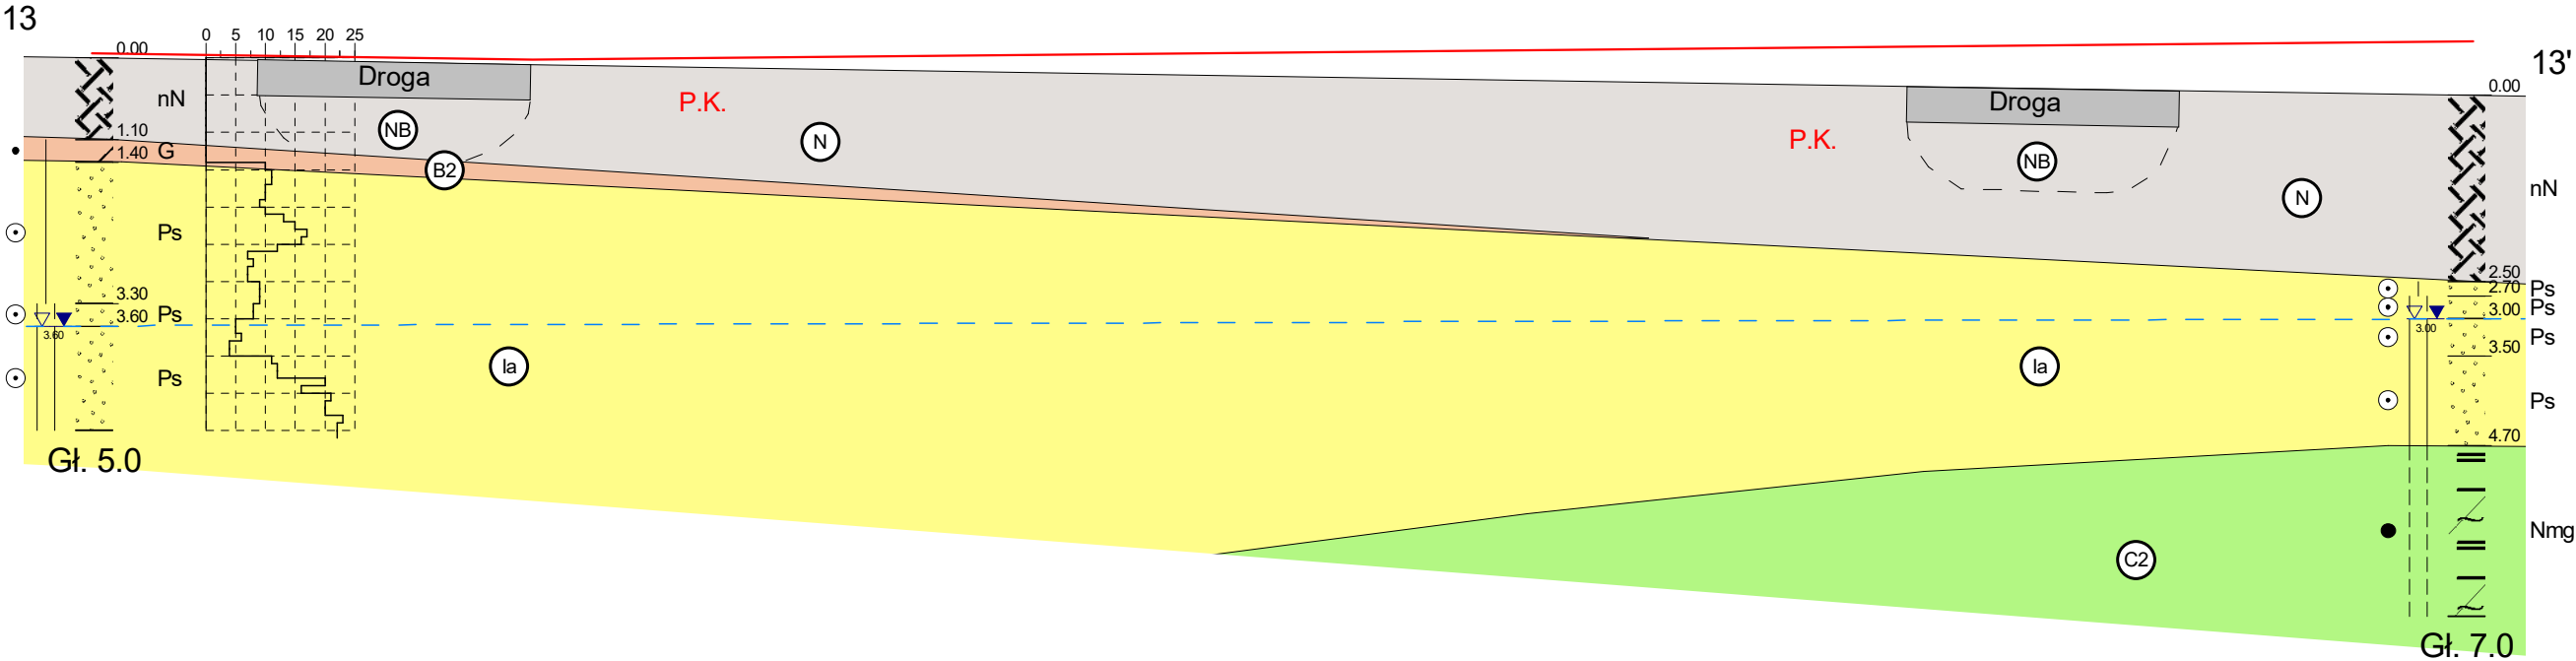 13
0 5 10 15 20 25
0.00
13'
Droga
0.00
Droga
nN
P.K.
NB
N
P.K.
1.10
1.40
G
B2
NB
nN
N
Ps
2.50
2.70
Ps
3.00
Ps
3.30
3.60
Ps
3.60
3.00
Ps
3.50
Ia
Ia
Ps
Ps
4.70
Gł. 5.0
Nmg
C2
Gł. 7.0